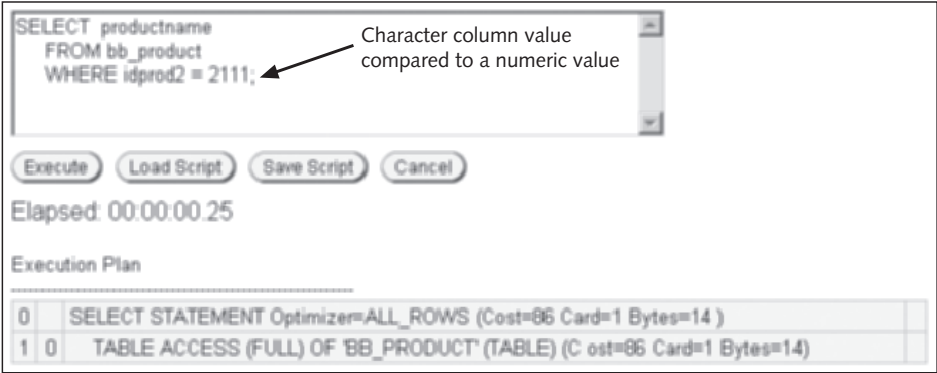 SELECT productname
FROM bb_product
WHERE idprod2 = 2111;
Character column value
compared to a numeric value
Execute
Load Script
Save Script
Cancel
Elapsed: 00:00:00.25
Execution Plan
----------------------------------------------------------
0 SELECT STATEMENT Optimizer=ALL_ROWS (Cost=86 Card=1 Bytes=14 )
1 0 TABLE ACCESS (FULL) OF 'BB_PRODUCT' (TABLE) (C ost=86 Card=1 Bytes=14)